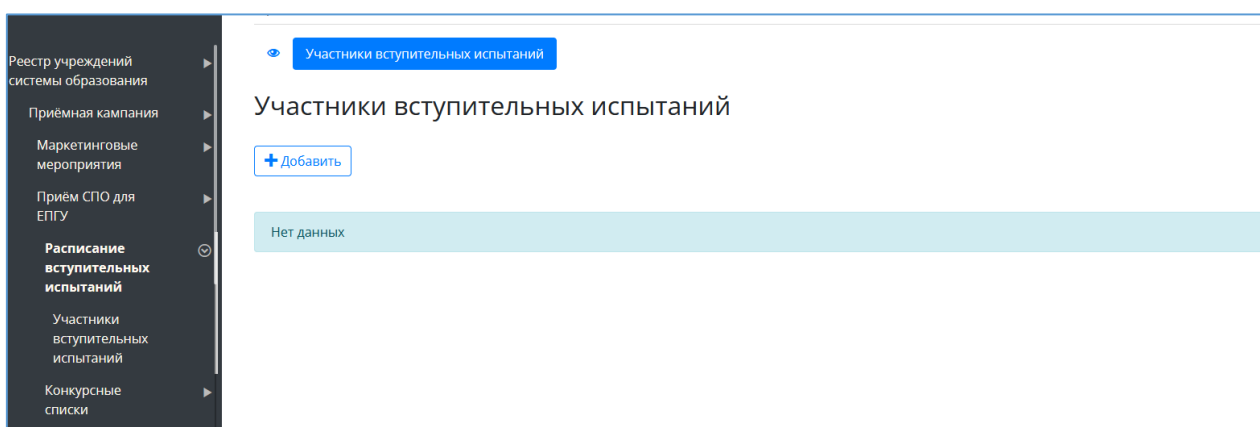 Реестр учреждений
системы образования
Приёмная кампания
Маркетинговые
мероприятия
Приём СПО для
ЕПГУ
Расписание
вступительных
испытаний
Участники
вступительных
испытаний
Конкурсные
списки
Участники вступительных испытаний
Участники вступительных испытаний
Добавить
Нет данных